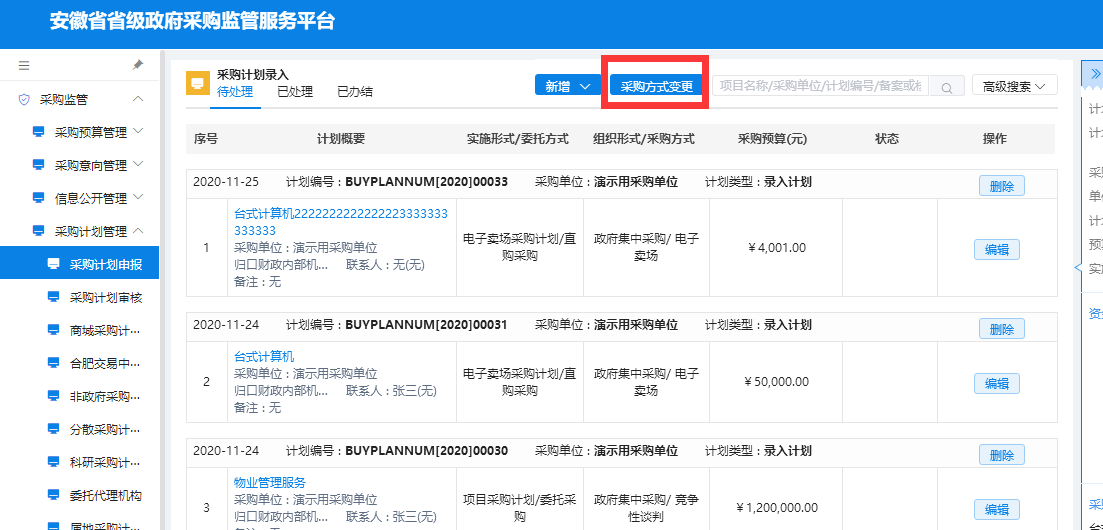 安徽省省级政府采购监管服务平台
采购监管
采购预算管理
采购意向管理
信息公开管理
采购计划管理
采购计划申报
采购计划审核
商城采购计…
合肥交易中…
非政府采购…
分散采购计…
科研采购计…
委托代理机构
属地采购计…
采购计划录入
待处理 已处理 已办结
新增 采购方式变更 项目名称/采购单位/计划编号/备案或核 高级搜索
序号 计划概要 实施形式/委托方式 组织形式/采购方式 采购预算(元) 状态 操作
2020-11-25 计划编号：BUYPLANNUM[2020]00033 采购单位：演示用采购单位 计划类型：录入计划 删除
1
台式计算机2222222222222223333333
333333
采购单位：演示用采购单位
归口财政内部机... 联系人：无(无)
备注：无
电子卖场采购计划/直
购采购
政府集中采购/ 电子
卖场
￥4,001.00
编辑
2020-11-24 计划编号：BUYPLANNUM[2020]00031 采购单位：演示用采购单位 计划类型：录入计划 删除
2
台式计算机
采购单位：演示用采购单位
归口财政内部机... 联系人：张三(无)
备注：无
电子卖场采购计划/直
购采购
政府集中采购/ 电子
卖场
￥50,000.00
编辑
2020-11-24 计划编号：BUYPLANNUM[2020]00030 采购单位：演示用采购单位 计划类型：录入计划 删除
3
物业管理服务
采购单位：演示用采购单位
归口财政内部机... 联系人：张三(无)
项目采购计划/委托采
购
政府集中采购/ 竞争
性谈判
￥1,200,000.00
编辑